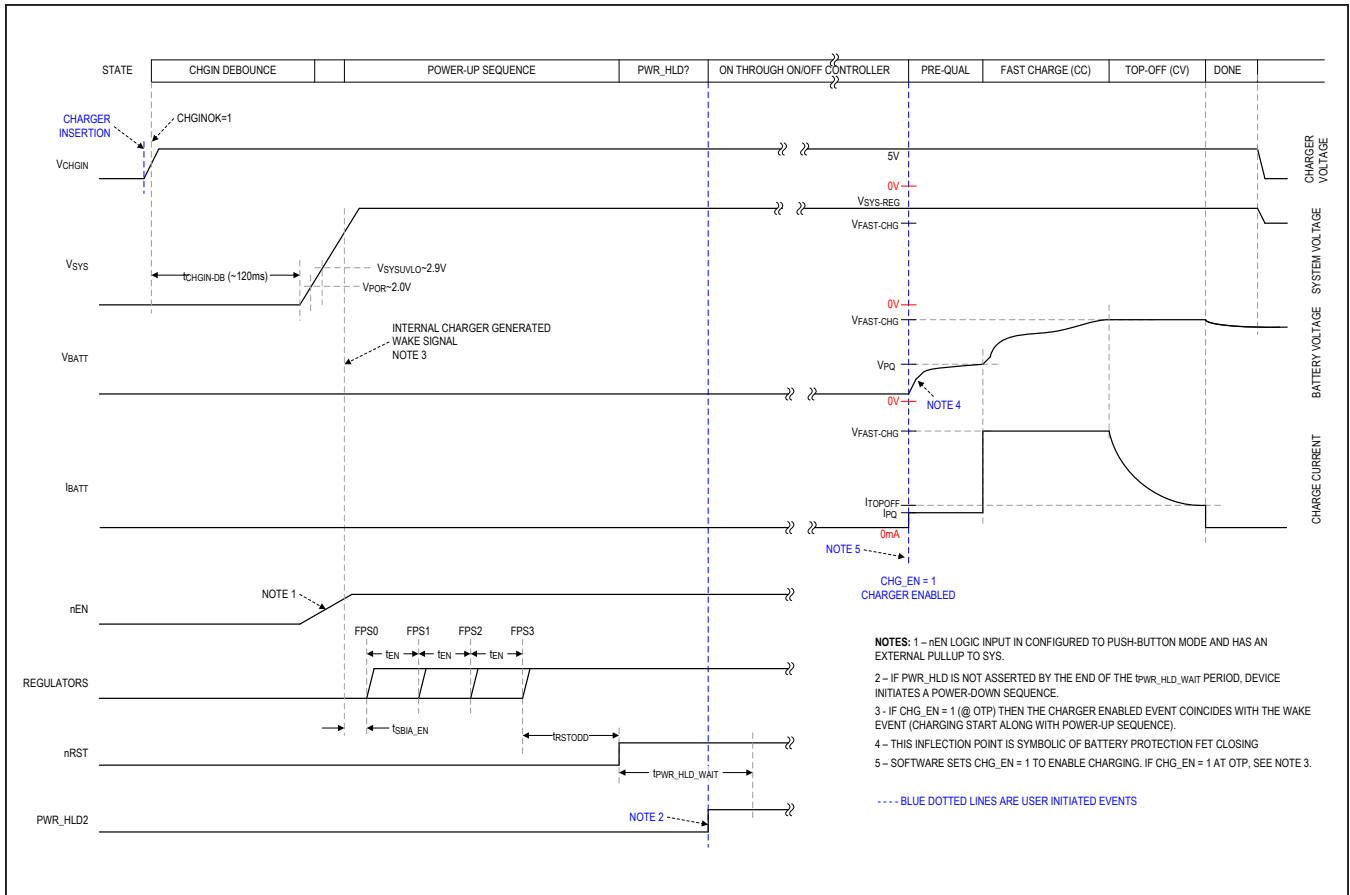 STATE CHGIN DEBOUNCE POWER-UP SEQUENCE PWR_HLD? ON THROUGH ON/OFF CONTROLLER PRE-QUAL FAST CHARGE (CC) TOP-OFF (CV) DONE
CHARGER
INSERTION
CHGINOK=1
VCHGIN
5V
0V
CHARGER
VOLTAGE
VSYS-REG
VFAST-CHG
VSYS
tCHGIN-DB (~120ms)
VSYSUVLO~2.9V
VPOR~2.0V
0V
SYSTEM VOLTAGE
INTERNAL CHARGER GENERATED
WAKE SIGNAL
NOTE 3
VBATT
VFAST-CHG
VPQ
0V
NOTE 4
BATTERY VOLTAGE
VFAST-CHG
IBATT
ITOPOFF
IPQ
0mA
CHARGE CURRENT
NOTE 5
CHG_EN = 1
CHARGER ENABLED
NOTE 1
nEN
FPS0 FPS1 FPS2 FPS3
tEN tEN tEN
REGULATORS
tSBIA_EN
tRSTODD
nRST
tPWR_HLD_WAIT
PWR_HLD2
NOTE 2
NOTES: 1 – nEN LOGIC INPUT IN CONFIGURED TO PUSH-BUTTON MODE AND HAS AN
EXTERNAL PULLUP TO SYS.
2 – IF PWR_HLD IS NOT ASSERTED BY THE END OF THE tPWR_HLD_WAIT PERIOD, DEVICE
INITIATES A POWER-DOWN SEQUENCE.
3 - IF CHG_EN = 1 (@ OTP) THEN THE CHARGER ENABLED EVENT COINCIDES WITH THE WAKE
EVENT (CHARGING START ALONG WITH POWER-UP SEQUENCE).
4 – THIS INFLECTION POINT IS SYMBOLIC OF BATTERY PROTECTION FET CLOSING
5 – SOFTWARE SETS CHG_EN = 1 TO ENABLE CHARGING. IF CHG_EN = 1 AT OTP, SEE NOTE 3.
---- BLUE DOTTED LINES ARE USER INITIATED EVENTS